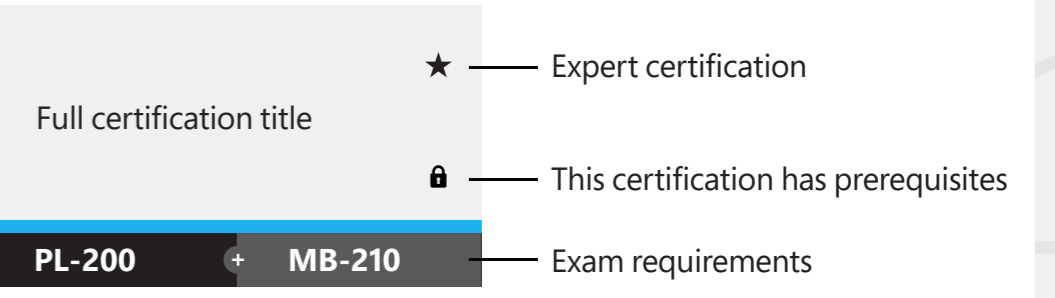 Expert certification
Full certification title
This certification has prerequisites
PL-200 + MB-210
Exam requirements